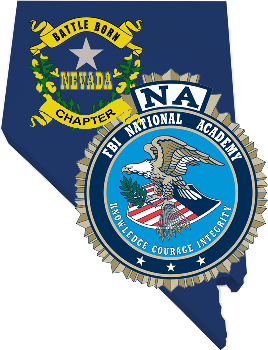 BATTLE BORN
NEVADA
CHAPTER
NA
FBI NATIONAL ACADEMY
KNOWLEDGE COURAGE INTEGRITY